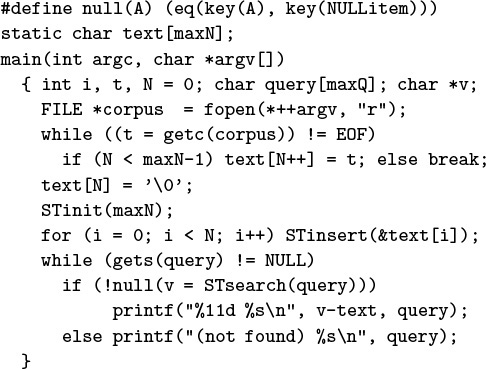 #define null(A) (eq(key(A), key(NULLitem)))
static char text[maxN];
main(int argc, char *argv[])
  { int i, t, N = 0; char query[maxQ]; char *v;
    FILE *corpus  = fopen(*++argv, "r");
    while ((t = getc(corpus)) != EOF)
      if (N < maxN-1) text[N++] = t; else break;
    text[N] = '\0';
    STinit(maxN);
    for (i = 0; i < N; i++) STinsert(&text[i]);
    while (gets(query) != NULL)
      if (!null(v = STsearch(query)))
           printf("%11d %s\n", v-text, query);
      else printf("(not found) %s\n", query);
  }